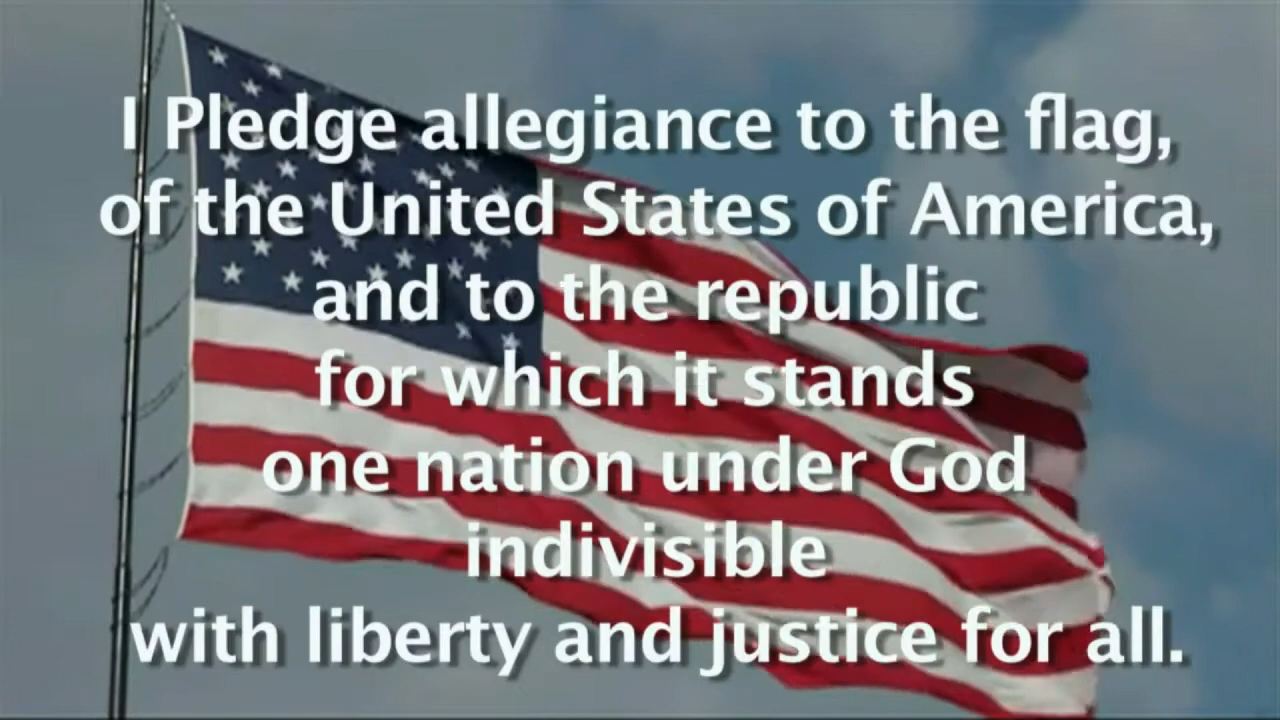 I Pledge allegiance to the flag,
of the United States of America,
and to the republic
for which it stands
one nation under God
indivisible
with liberty and justice for all.